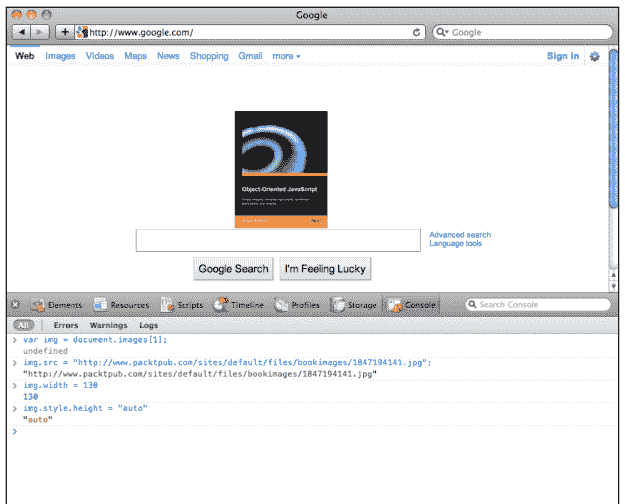 Google
http://www.google.com/
Google
Web Images Videos Maps News Shopping Gmail more
Sign in
Object-Oriented JavaScript
Advanced search
Language tools
Google Search I'm Feeling Lucky
Elements Resources Scripts Timeline Profiles Storage Console Search Console
All Errors Warnings Logs
> var img = document.images[1];
undefined
> img.src = "http://www.packtpub.com/sites/default/files/bookimages/1847194141.jpg";
"http://www.packtpub.com/sites/default/files/bookimages/1847194141.jpg"
> img.width = 130
130
> img.style.height = "auto"
"auto"
>